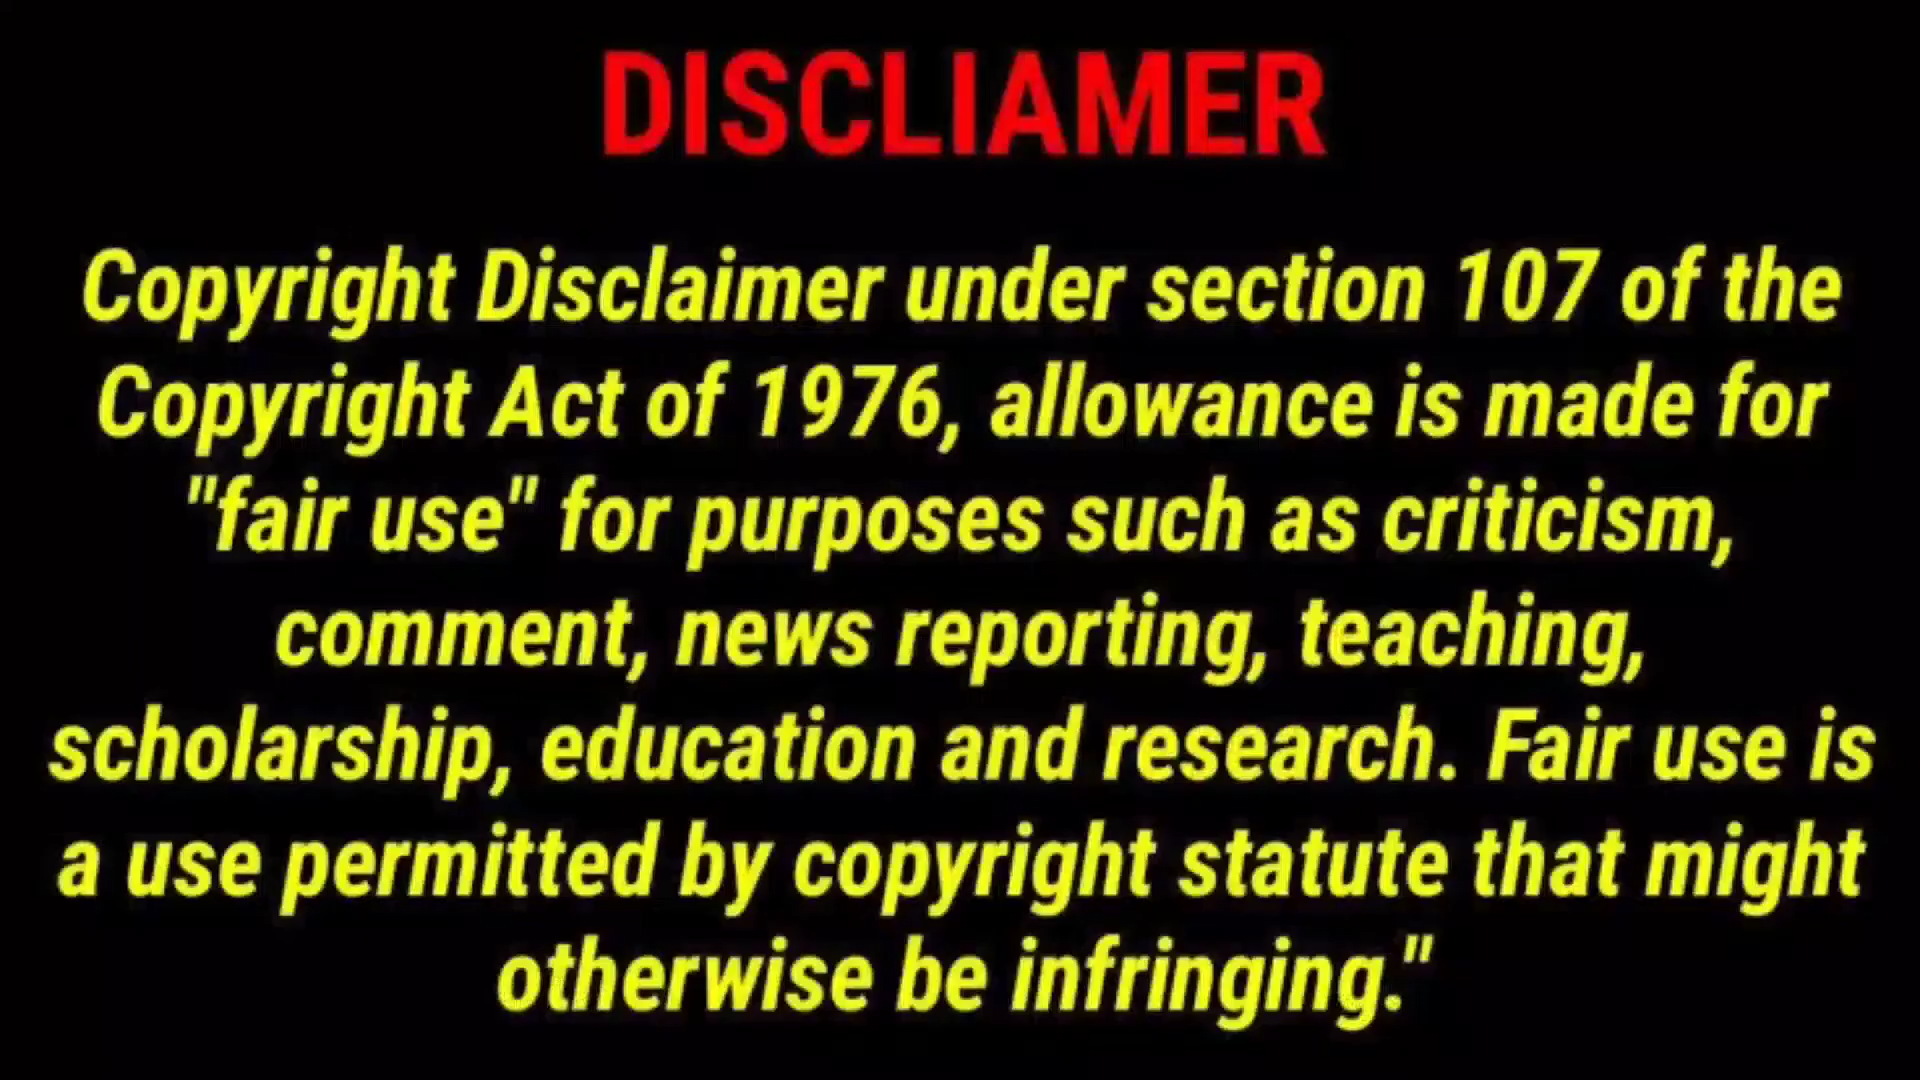 DISCLIAMER
Copyright Disclaimer under section 107 of the
Copyright Act of 1976, allowance is made for
"fair use" for purposes such as criticism,
comment, news reporting, teaching,
scholarship, education and research. Fair use is
a use permitted by copyright statute that might
otherwise be infringing."